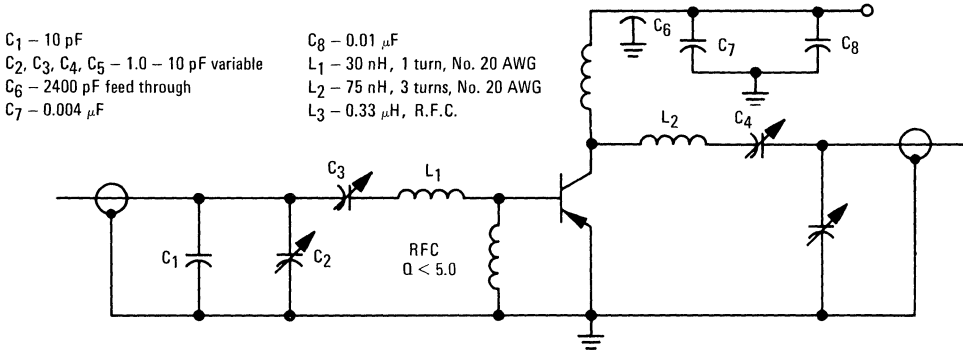 C1 – 10 pF
C2, C3, C4, C5 – 1.0 – 10 pF variable
C6 – 2400 pF feed through
C7 – 0.004 μF
C8 – 0.01 μF
L1 – 30 nH, 1 turn, No. 20 AWG
L2 – 75 nH, 3 turns, No. 20 AWG
L3 – 0.33 μH, R.F.C.
C6
C7
C8
L2
C4
C3
L1
C1
C2
RFC
Q < 5.0